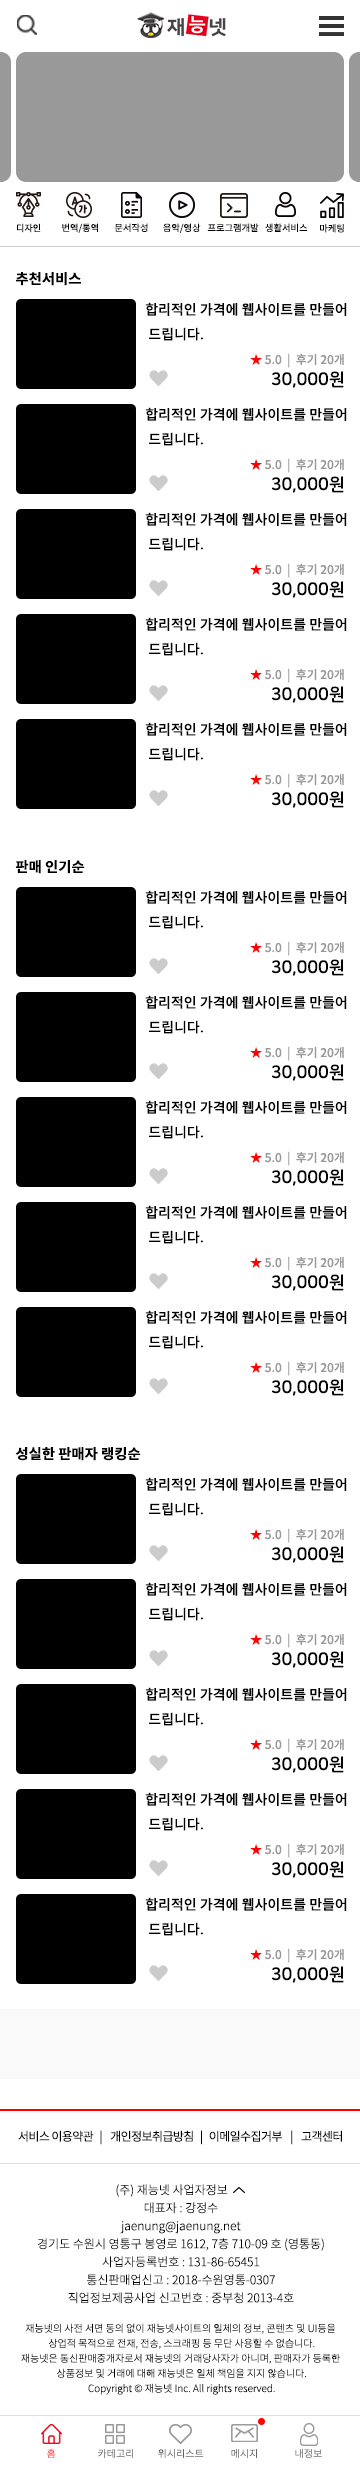 재능넷
디자인 번역/통역 문서작성 음악/영상 프로그램개발 생활서비스 마케팅
추천서비스
합리적인 가격에 웹사이트를 만들어
드립니다.
★ 5.0 | 후기 20개
30,000원
합리적인 가격에 웹사이트를 만들어
드립니다.
★ 5.0 | 후기 20개
30,000원
합리적인 가격에 웹사이트를 만들어
드립니다.
★ 5.0 | 후기 20개
30,000원
합리적인 가격에 웹사이트를 만들어
드립니다.
★ 5.0 | 후기 20개
30,000원
합리적인 가격에 웹사이트를 만들어
드립니다.
★ 5.0 | 후기 20개
30,000원
판매 인기순
합리적인 가격에 웹사이트를 만들어
드립니다.
★ 5.0 | 후기 20개
30,000원
합리적인 가격에 웹사이트를 만들어
드립니다.
★ 5.0 | 후기 20개
30,000원
합리적인 가격에 웹사이트를 만들어
드립니다.
★ 5.0 | 후기 20개
30,000원
합리적인 가격에 웹사이트를 만들어
드립니다.
★ 5.0 | 후기 20개
30,000원
합리적인 가격에 웹사이트를 만들어
드립니다.
★ 5.0 | 후기 20개
30,000원
성실한 판매자 랭킹순
합리적인 가격에 웹사이트를 만들어
드립니다.
★ 5.0 | 후기 20개
30,000원
합리적인 가격에 웹사이트를 만들어
드립니다.
★ 5.0 | 후기 20개
30,000원
합리적인 가격에 웹사이트를 만들어
드립니다.
★ 5.0 | 후기 20개
30,000원
합리적인 가격에 웹사이트를 만들어
드립니다.
★ 5.0 | 후기 20개
30,000원
합리적인 가격에 웹사이트를 만들어
드립니다.
★ 5.0 | 후기 20개
30,000원
서비스 이용약관 | 개인정보취급방침 | 이메일수집거부 | 고객센터
(주) 재능넷 사업자정보
대표자 : 강정수
jaenung@jaenung.net
경기도 수원시 영통구 봉영로 1612, 7층 710-09 호 (영통동)
사업자등록번호 : 131-86-65451
통신판매업신고 : 2018-수원영통-0307
직업정보제공사업 신고번호 : 중부청 2013-4호
재능넷의 사전 서면 동의 없이 재능넷사이트의 일체의 정보, 콘텐츠 및 UI등을
상업적 목적으로 전재, 전송, 스크래핑 등 무단 사용할 수 없습니다.
재능넷은 통신판매중개자로서 재능넷의 거래당사자가 아니며, 판매자가 등록한
상품정보 및 거래에 대해 재능넷은 일체 책임을 지지 않습니다.
Copyright © 재능넷 Inc. All rights reserved.
홈 카테고리 위시리스트 메시지 내정보